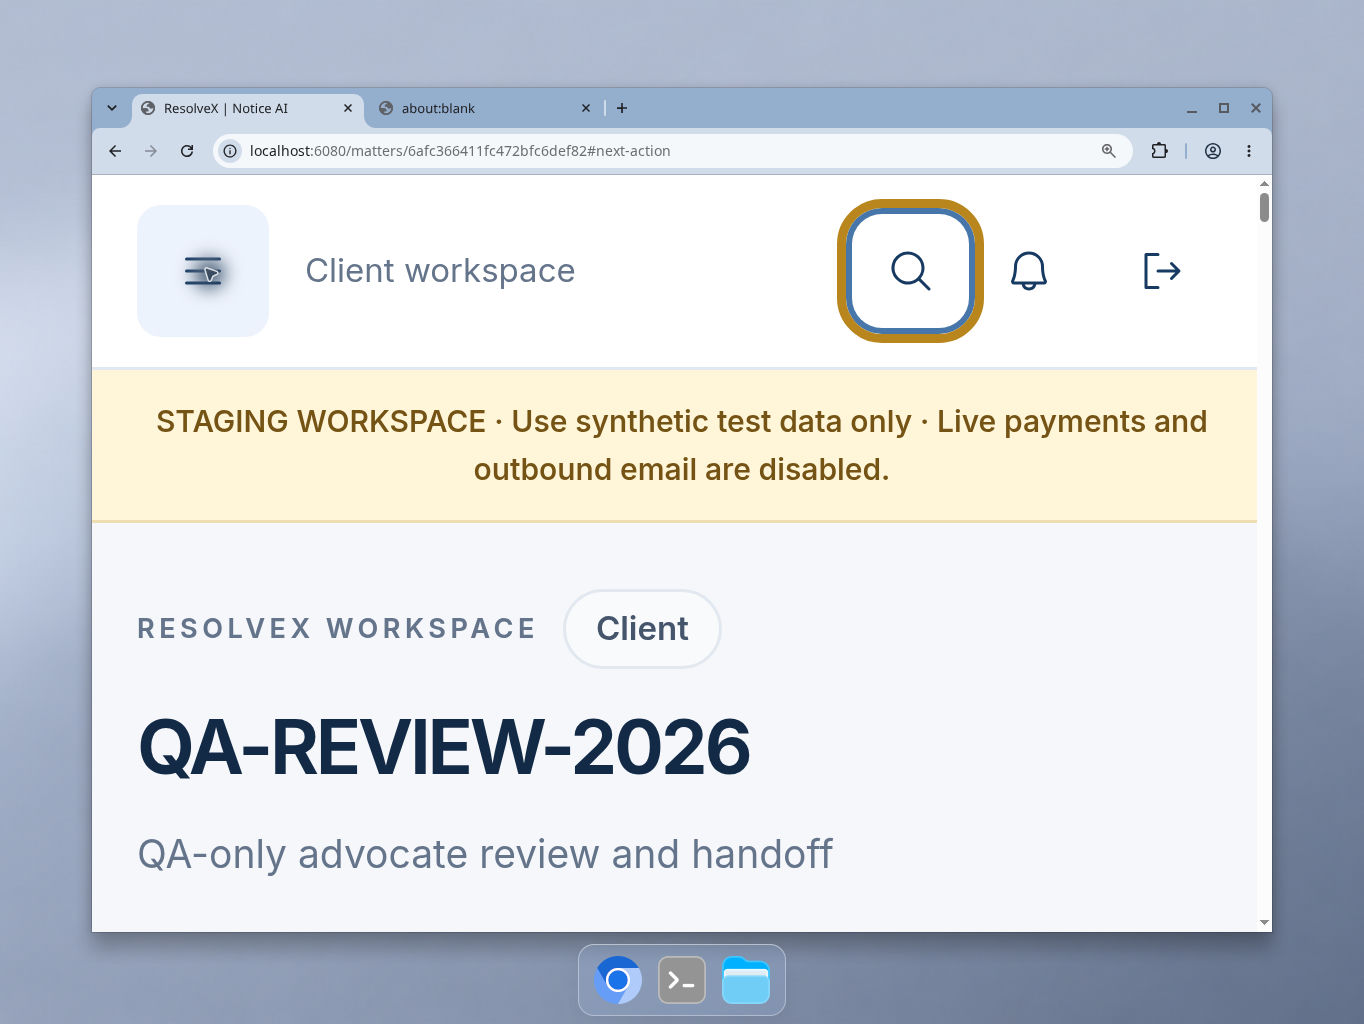 ResolveX | Notice AI
about:blank
localhost:6080/matters/6afc366411fc472bfc6def82#next-action
Client workspace
STAGING WORKSPACE · Use synthetic test data only · Live payments and
outbound email are disabled.
RESOLVEX WORKSPACE
Client
QA-REVIEW-2026
QA-only advocate review and handoff